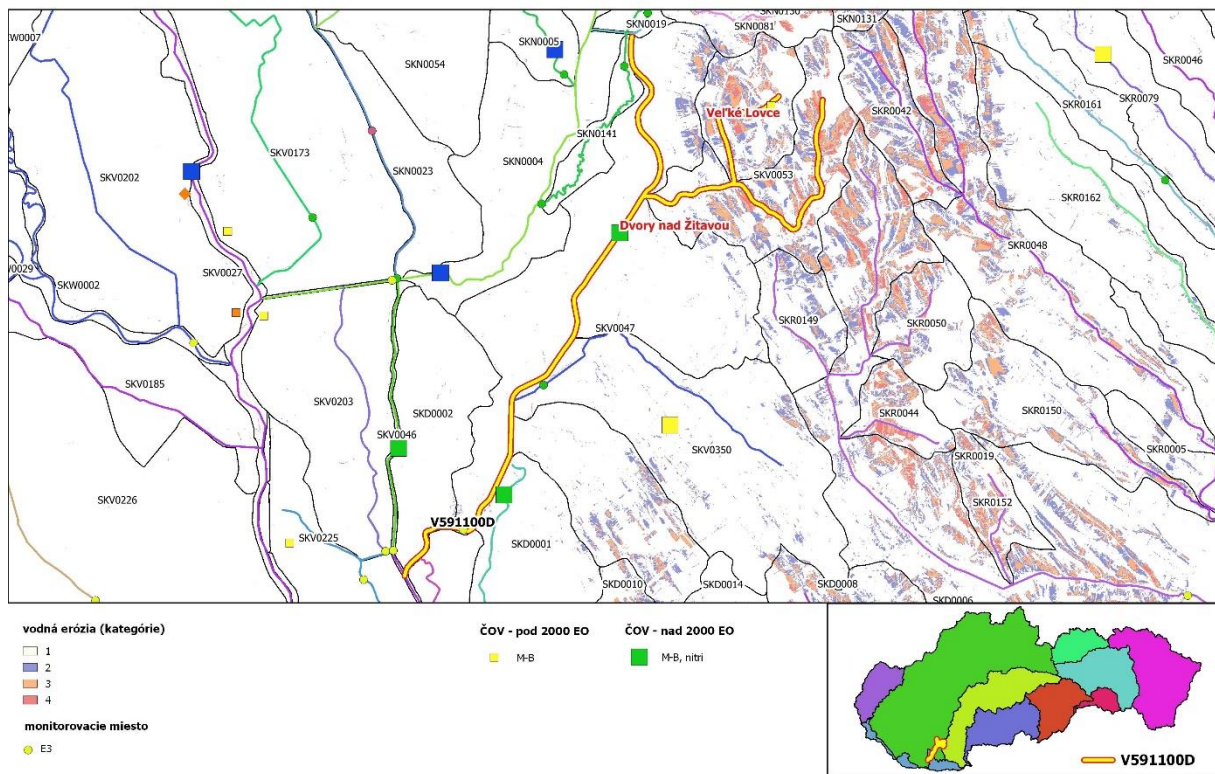 SKW0007
SKN0054
SKN0005
SKN0019
SKN0081
SKN0131
SKR0046
SKR0079
SKR0161
SKR0042
Veľké Lovce
SKN0141
SKN0004
SKN0023
SKV0173
SKV0202
SKV0053
SKR0162
Dvory nad Žitavou
SKR0048
SKV0027
SKW0002
SKR0149
SKR0050
SKV0047
SKV0185
SKV0203
SKD0002
SKR0044
SKR0150
SKV0046
SKV0350
SKR0019
SKR0005
SKV0226
SKR0152
V591100D
SKV0225
SKD0001
SKD0010
SKD0014
SKD0008
SKD0006
vodná erózia (kategórie)
1
2
3
4
monitorovacie miesto
E3
ČOV - pod 2000 EO
M-B
ČOV - nad 2000 EO
M-B, nitri
V591100D